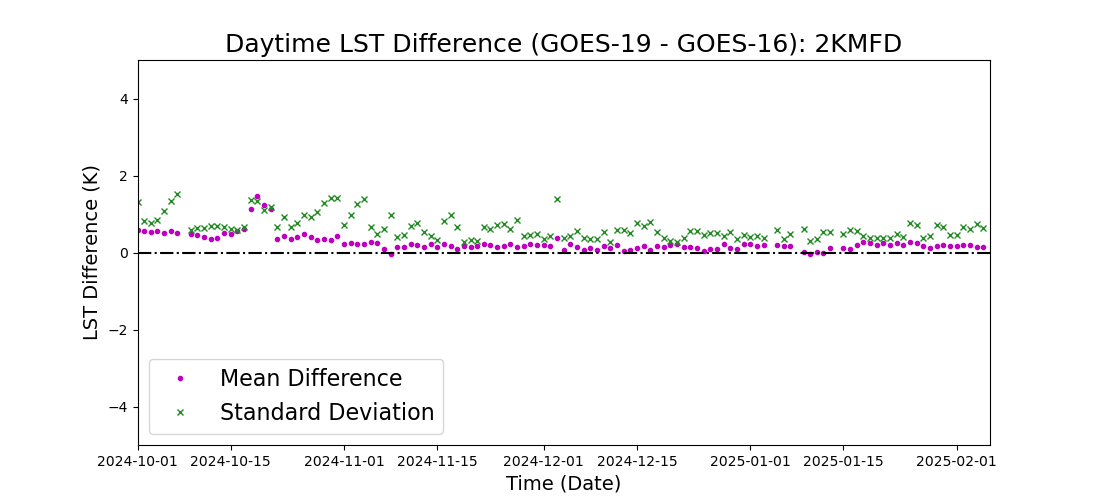 Daytime LST Difference (GOES-19 - GOES-16): 2KMFD
LST Difference (K)
4
2
0
−2
−4
Mean Difference
Standard Deviation
2024-10-01 2024-10-15 2024-11-01 2024-11-15 2024-12-01 2024-12-15 2025-01-01 2025-01-15 2025-02-01
Time (Date)